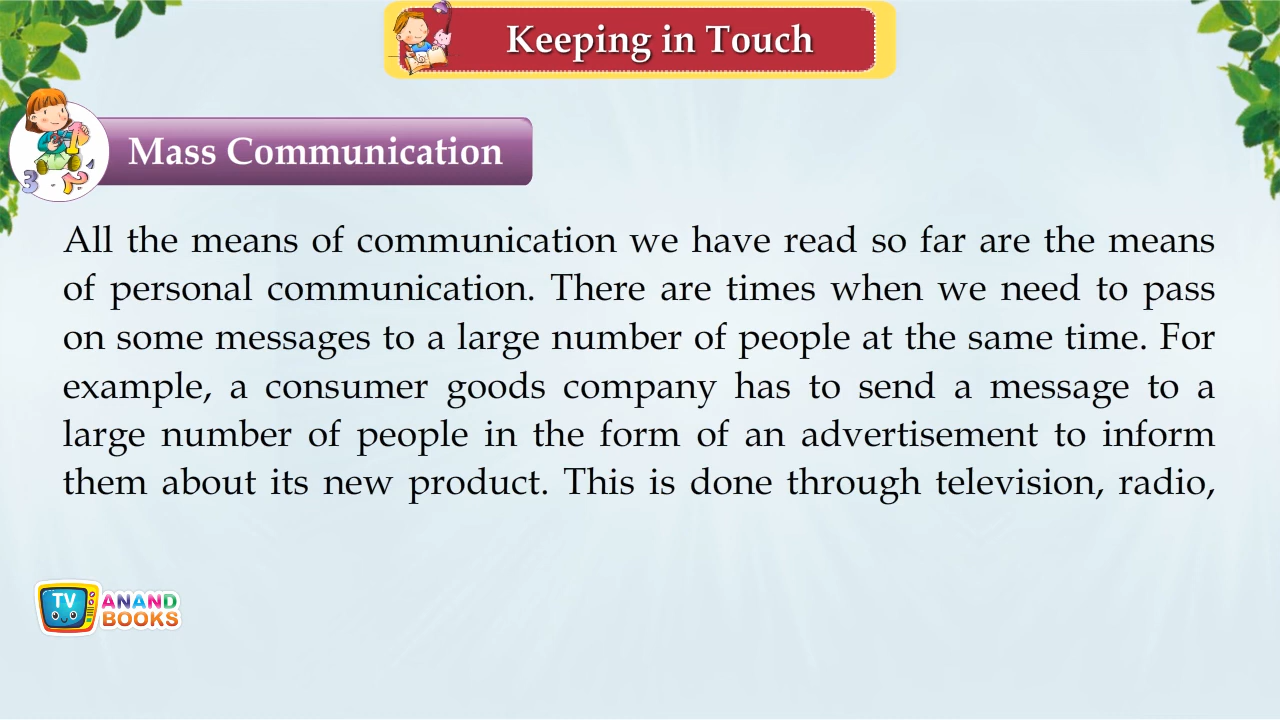 Keeping in Touch
Mass Communication
All the means of communication we have read so far are the means
of personal communication. There are times when we need to pass
on some messages to a large number of people at the same time. For
example, a consumer goods company has to send a message to a
large number of people in the form of an advertisement to inform
them about its new product. This is done through television, radio,
TV
ANAND
BOOKS